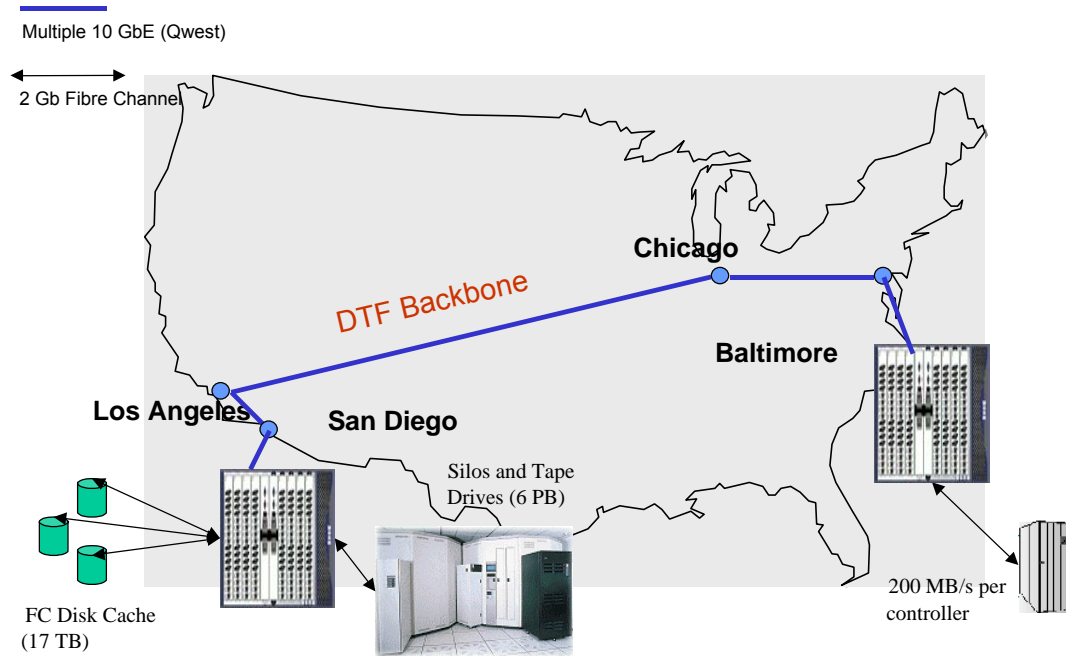 Multiple 10 GbE (Qwest)
2 Gb Fibre Channel
Chicago
DTF Backbone
Baltimore
Los Angeles
San Diego
Silos and Tape
Drives (6 PB)
200 MB/s per
controller
FC Disk Cache
(17 TB)